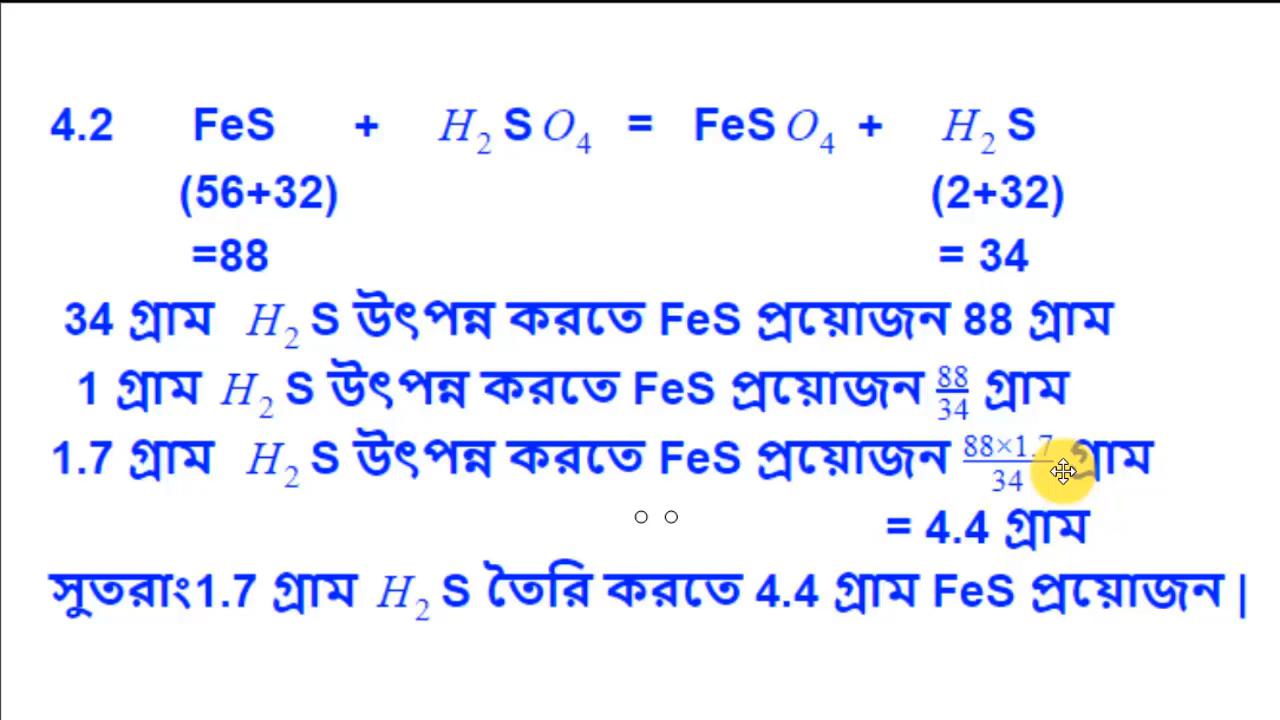 4.2 FeS + H₂SO₄ = FeSO₄ + H₂S
(56+32) (2+32)
=88 = 34
34 গ্রাম H₂S উৎপন্ন করতে FeS প্রয়োজন 88 গ্রাম
1 গ্রাম H₂S উৎপন্ন করতে FeS প্রয়োজন 88/34 গ্রাম
1.7 গ্রাম H₂S উৎপন্ন করতে FeS প্রয়োজন 88×1.7/34 গ্রাম
= 4.4 গ্রাম
সুতরাং1.7 গ্রাম H₂S তৈরি করতে 4.4 গ্রাম FeS প্রয়োজন |